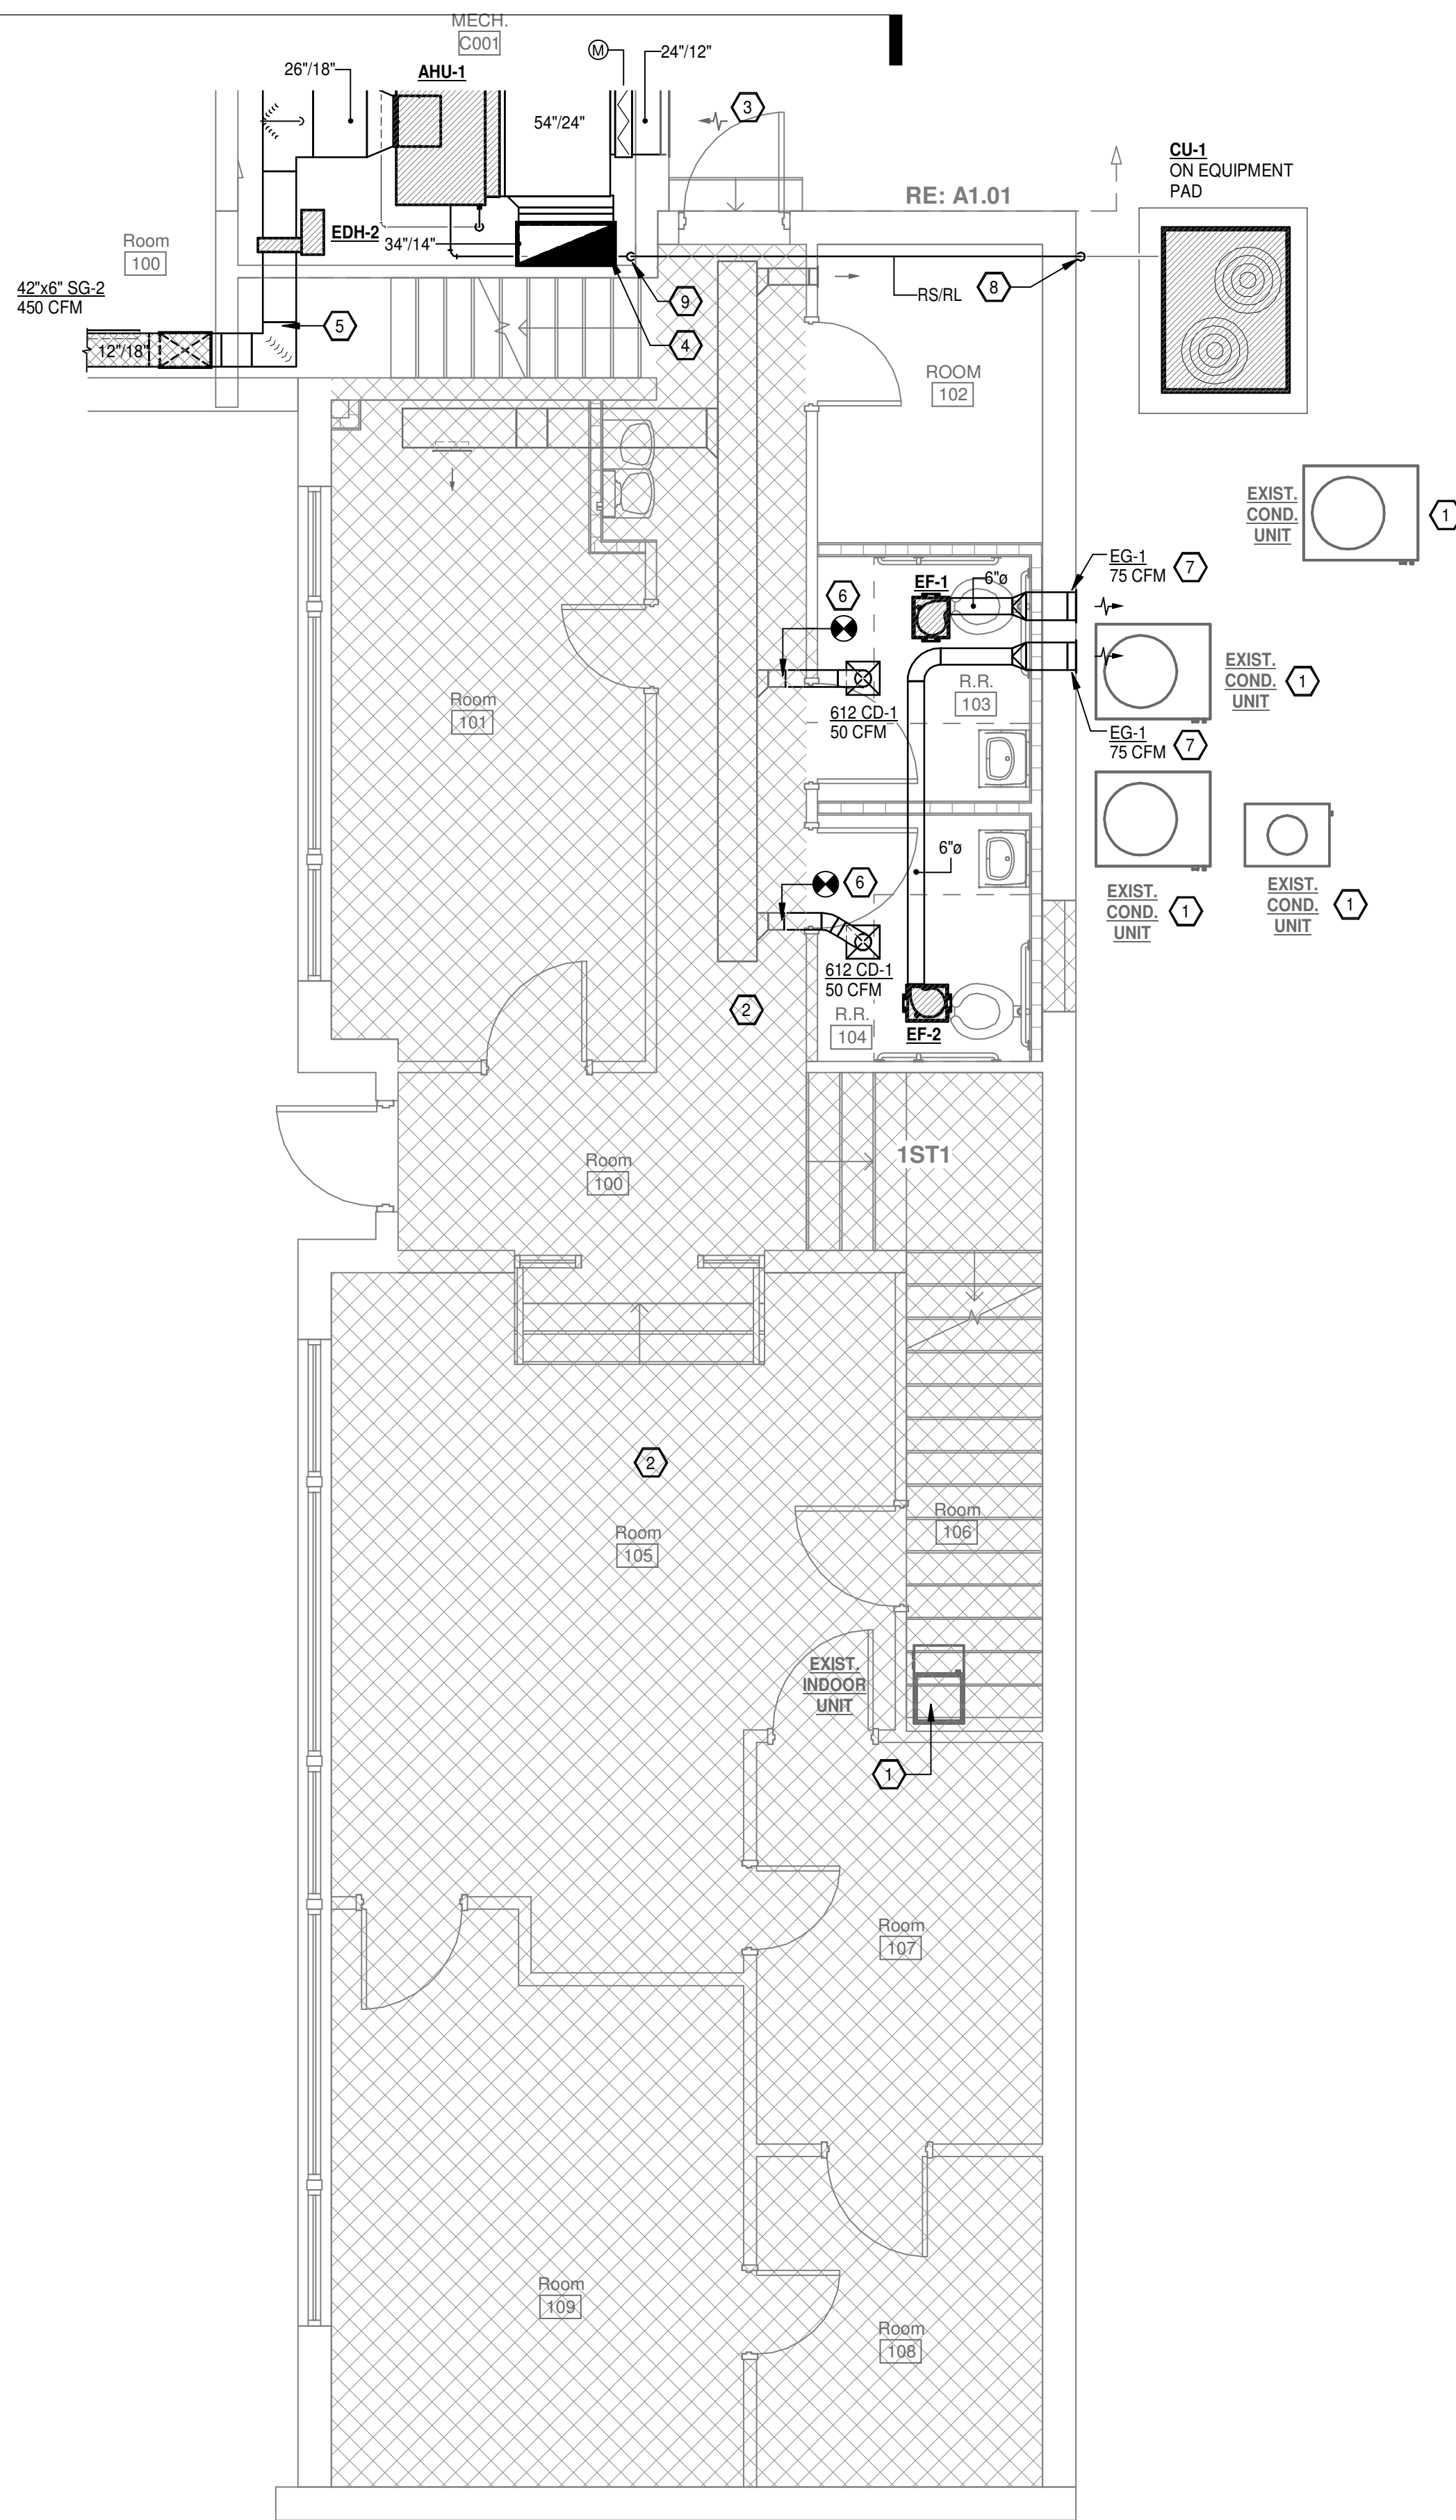 MECH.
C001
26"/18"
AHU-1
M
24"/12"
54"/24"
3
CU-1
ON EQUIPMENT
PAD
RE: A1.01
Room
100
EDH-2
34"/14"
42"x6" SG-2
450 CFM
12"/18"
5
9
4
RS/RL
8
ROOM
102
EXIST.
COND.
UNIT
1
EG-1
75 CFM
7
6
EF-1
6"ø
EXIST.
COND.
UNIT
1
R.R.
103
Room
101
612 CD-1
50 CFM
EG-1
75 CFM
7
6"ø
6
EXIST.
COND.
UNIT
1
EXIST.
COND.
UNIT
1
612 CD-1
50 CFM
2
R.R.
104
EF-2
1ST1
Room
100
2
Room
105
Room
106
EXIST.
INDOOR
UNIT
1
Room
107
Room
109
Room
108